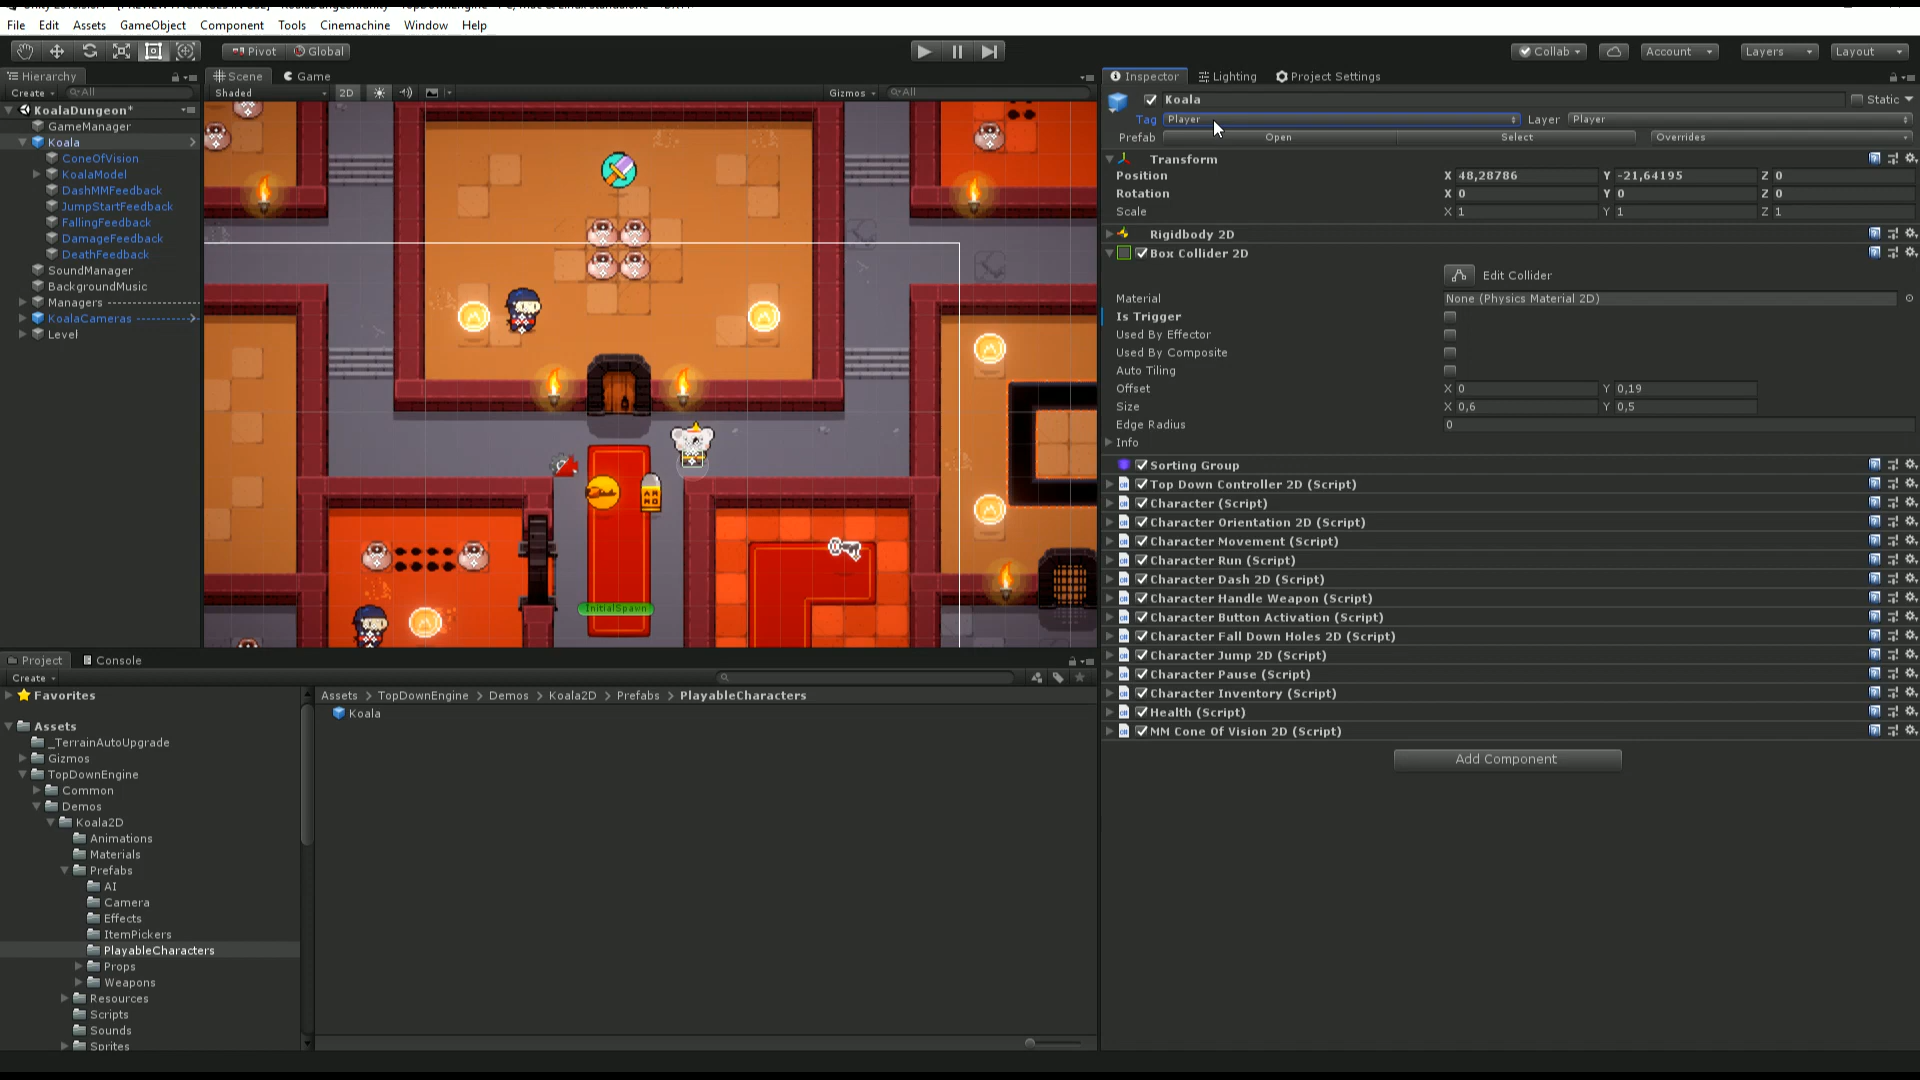 File Edit Assets GameObject Component Tools Cinemachine Window Help
Pivot Global Collab Account Layers Layout
Hierarchy
Create All
KoalaDungeon*
GameManager
Koala
ConeOfVision
KoalaModel
DashMMFeedback
JumpStartFeedback
FallingFeedback
DamageFeedback
DeathFeedback
SoundManager
BackgroundMusic
Managers
KoalaCameras
Level
Scene Game
Shaded 2D Gizmos All
ARRO
InitialSpawn
Project Console
Create
Favorites
Assets
_TerrainAutoUpgrade
Gizmos
TopDownEngine
Common
Demos
Koala2D
Animations
Materials
Prefabs
AI
Camera
Effects
ItemPickers
PlayableCharacters
Props
Weapons
Resources
Scripts
Sounds
Sprites
Assets > TopDownEngine > Demos > Koala2D > Prefabs > PlayableCharacters
Koala
Inspector Lighting Project Settings
Koala Static
Tag Player Layer Player
Prefab Open Select Overrides
Transform
Position X 48,28786 Y -21,64195 Z 0
Rotation X 0 Y 0 Z 0
Scale X 1 Y 1 Z 1
Rigidbody 2D
Box Collider 2D
Edit Collider
Material None (Physics Material 2D)
Is Trigger
Used By Effector
Used By Composite
Auto Tiling
Offset X 0 Y 0,19
Size X 0,6 Y 0,5
Edge Radius 0
Info
Sorting Group
Top Down Controller 2D (Script)
Character (Script)
Character Orientation 2D (Script)
Character Movement (Script)
Character Run (Script)
Character Dash 2D (Script)
Character Handle Weapon (Script)
Character Button Activation (Script)
Character Fall Down Holes 2D (Script)
Character Jump 2D (Script)
Character Pause (Script)
Character Inventory (Script)
Health (Script)
MM Cone Of Vision 2D (Script)
Add Component